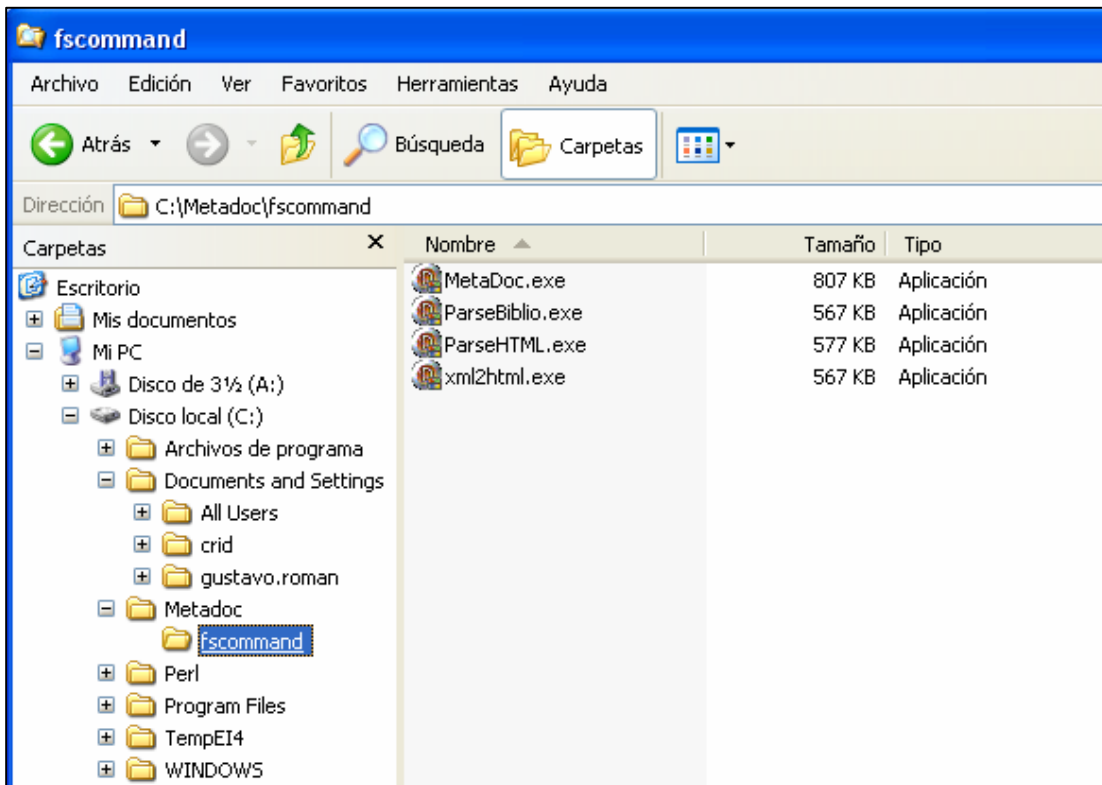 fscommand
Archivo Edición Ver Favoritos Herramientas Ayuda
Atrás Búsqueda Carpetas
Dirección C:\Metadoc\fscommand
Carpetas Nombre Tamaño Tipo
Escritorio MetaDoc.exe 807 KB Aplicación
Mis documentos ParseBiblio.exe 567 KB Aplicación
Mi PC ParseHTML.exe 577 KB Aplicación
Disco de 3½ (A:) xml2html.exe 567 KB Aplicación
Disco local (C:)
Archivos de programa
Documents and Settings
All Users
crid
gustavo.roman
Metadoc
fscommand
Perl
Program Files
TempEI4
WINDOWS